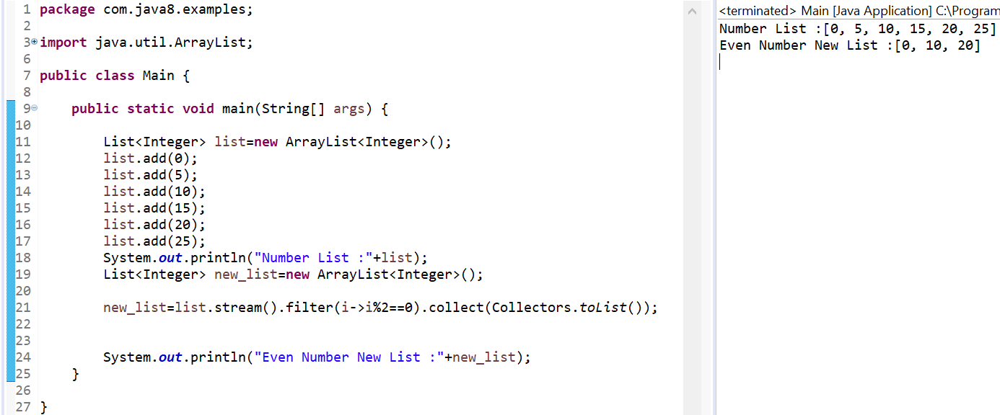 1 package com.java8.examples;
2
3 import java.util.ArrayList;
6
7 public class Main {
8
9 public static void main(String[] args) {
10
11 List<Integer> list=new ArrayList<Integer>();
12 list.add(0);
13 list.add(5);
14 list.add(10);
15 list.add(15);
16 list.add(20);
17 list.add(25);
18 System.out.println("Number List :"+list);
19 List<Integer> new_list=new ArrayList<Integer>();
20
21 new_list=list.stream().filter(i->i%2==0).collect(Collectors.toList());
22
23
24 System.out.println("Even Number New List :"+new_list);
25 }
26
27 }
<terminated> Main [Java Application] C:\Program
Number List :[0, 5, 10, 15, 20, 25]
Even Number New List :[0, 10, 20]